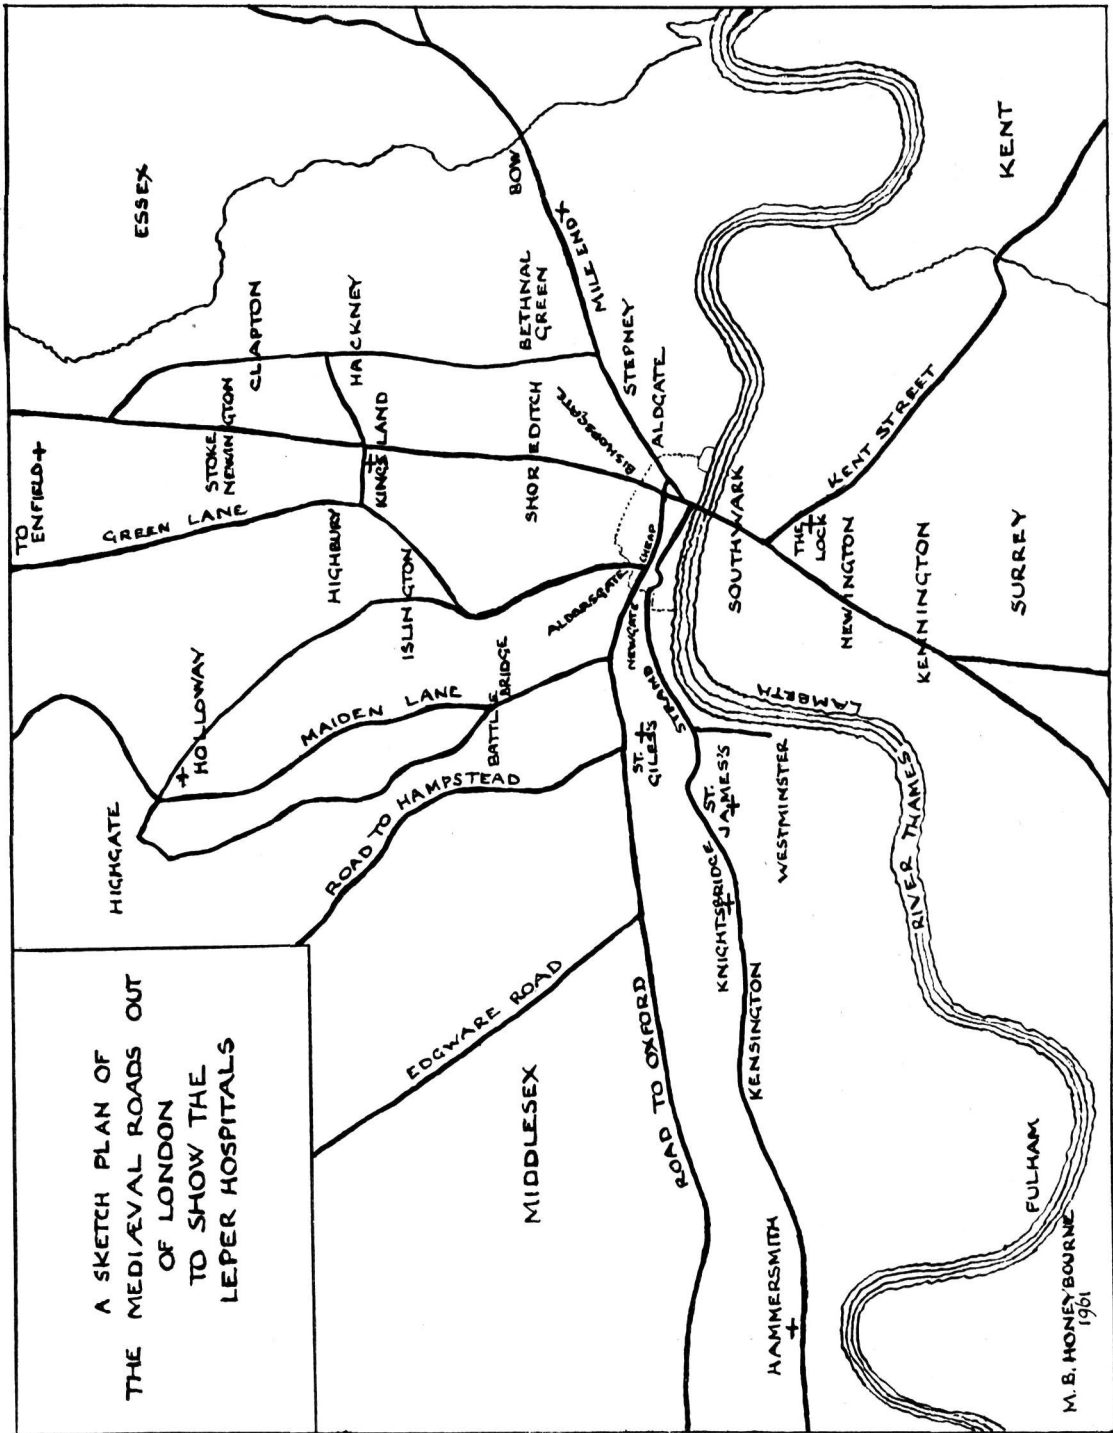 A SKETCH PLAN OF
THE MEDIÆVAL ROADS OUT
OF LONDON
TO SHOW THE
LEPER HOSPITALS
HIGHGATE
HOLLOWAY
TO
ENFIELD
ESSEX
GREEN LANE
STOKE
NEWINGTON
CLAPTON
ROAD TO HAMPSTEAD
MAIDEN LANE
HIGHBURY
KINGSLAND
HACKNEY
ISLINGTON
EDGWARE ROAD
BATTLE
BRIDGE
SHOREDITCH
BETHNAL
GREEN
BOW
MIDDLESEX
ALDERSGATE
BISHOPSGATE
MILE END
STEPNEY
ROAD TO OXFORD
ST.
GILES'S
NEWGATE
CHEAP
ALDGATE
STRAND
ST.
JAMES'S
KNIGHTSBRIDGE
KENSINGTON
HAMMERSMITH
WESTMINSTER
LAMBETH
SOUTHWARK
THE
LOCK
KENT STREET
KENT
NEWINGTON
RIVER THAMES
KENNINGTON
SURREY
FULHAM
M. B. HONEYBOURNE
1961